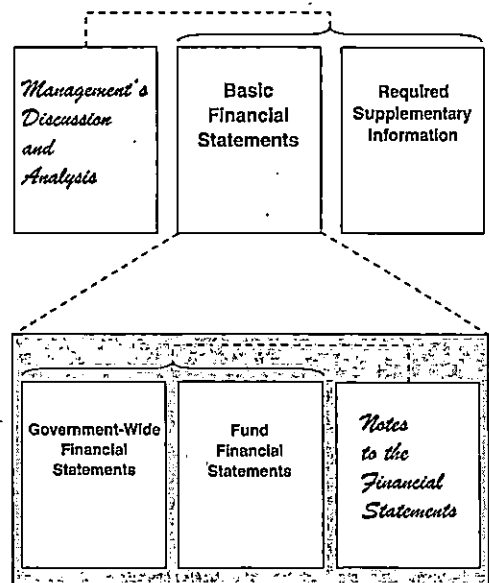 Management's
Discussion
and
Analysis
Basic
Financial
Statements
Required
Supplementary
Information
Government-Wide
Financial
Statements
Fund
Financial
Statements
Notes
to the
Financial
Statements